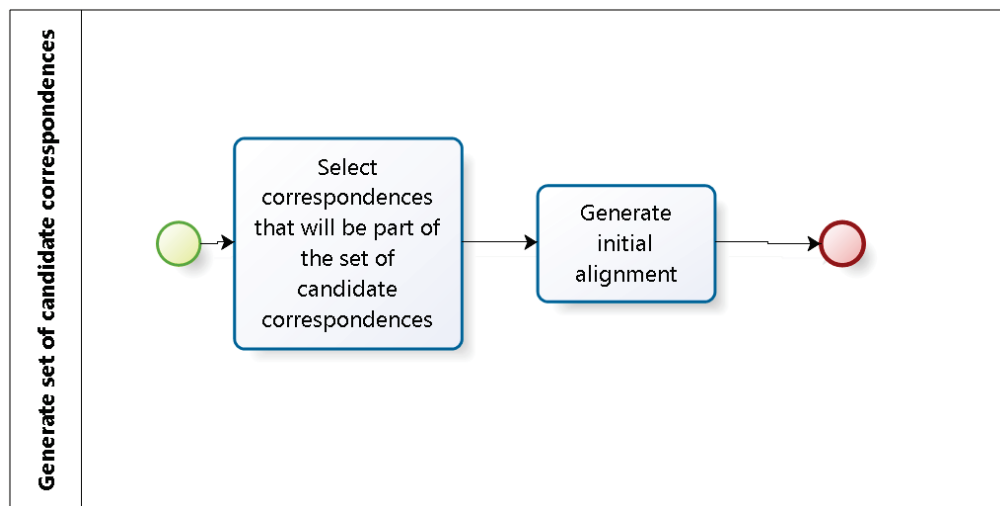 Generate set of candidate correspondences
Select
correspondences
that will be part of
the set of
candidate
correspondences
Generate
initial
alignment